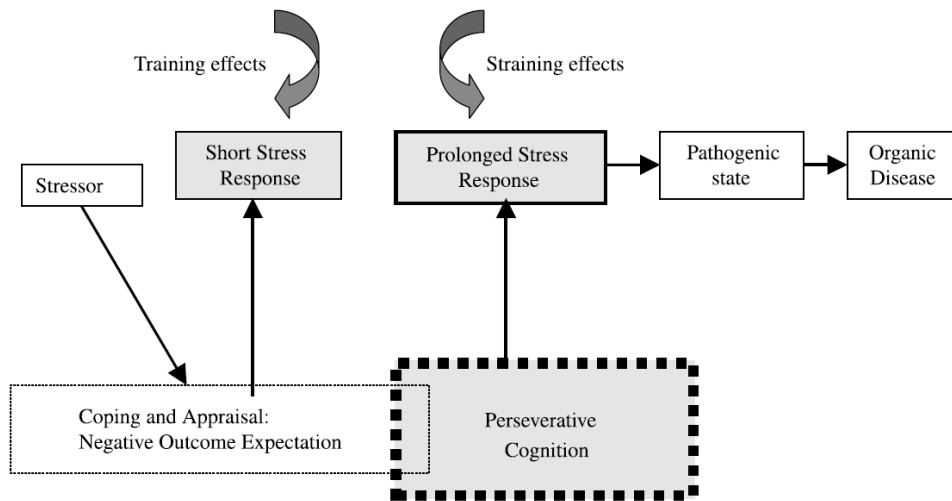 Training effects
Straining effects
Stressor
Short Stress
Response
Prolonged Stress
Response
Pathogenic
state
Organic
Disease
Coping and Appraisal:
Negative Outcome Expectation
Perseverative
Cognition